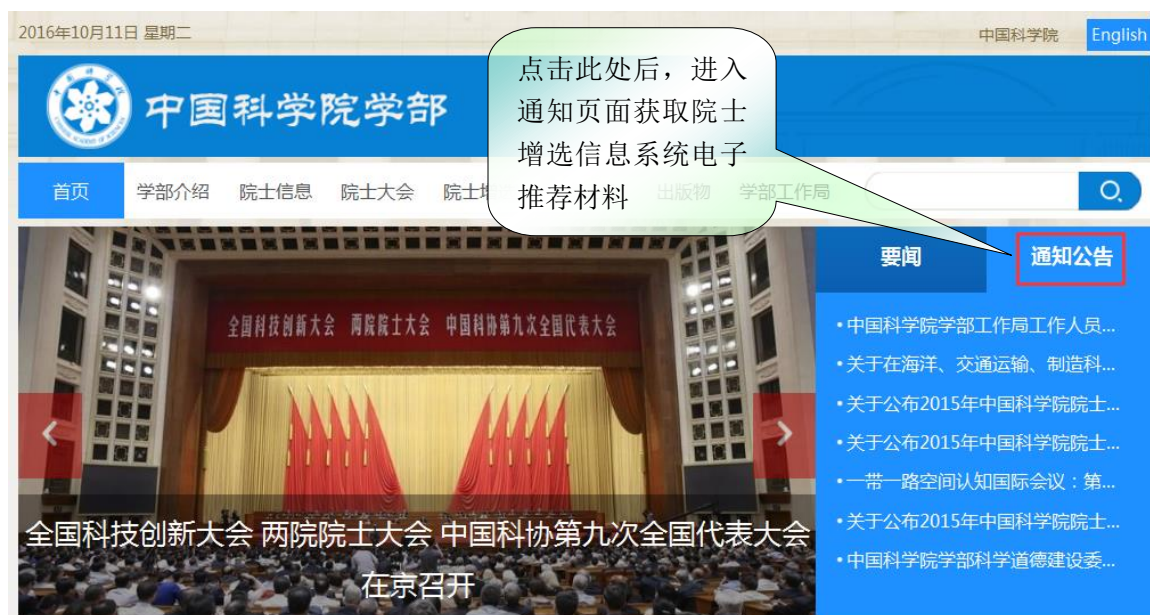 2016年10月11日 星期二
中国科学院
English
点击此处后，进入
通知页面获取院士
增选信息系统电子
推荐材料
中国科学院学部
首页
学部介绍
院士信息
院士大会
院士增
出版物
学部工作局
要闻
通知公告
全国科技创新大会 两院院士大会 中国科协第九次全国代表大会
•中国科学院学部工作局工作人员...
•关于在海洋、交通运输、制造科...
•关于公布2015年中国科学院院士...
•关于公布2015年中国科学院院士...
•一带一路空间认知国际会议：第...
•关于公布2015年中国科学院院士...
•中国科学院学部科学道德建设委...
全国科技创新大会 两院院士大会 中国科协第九次全国代表大会
在京召开